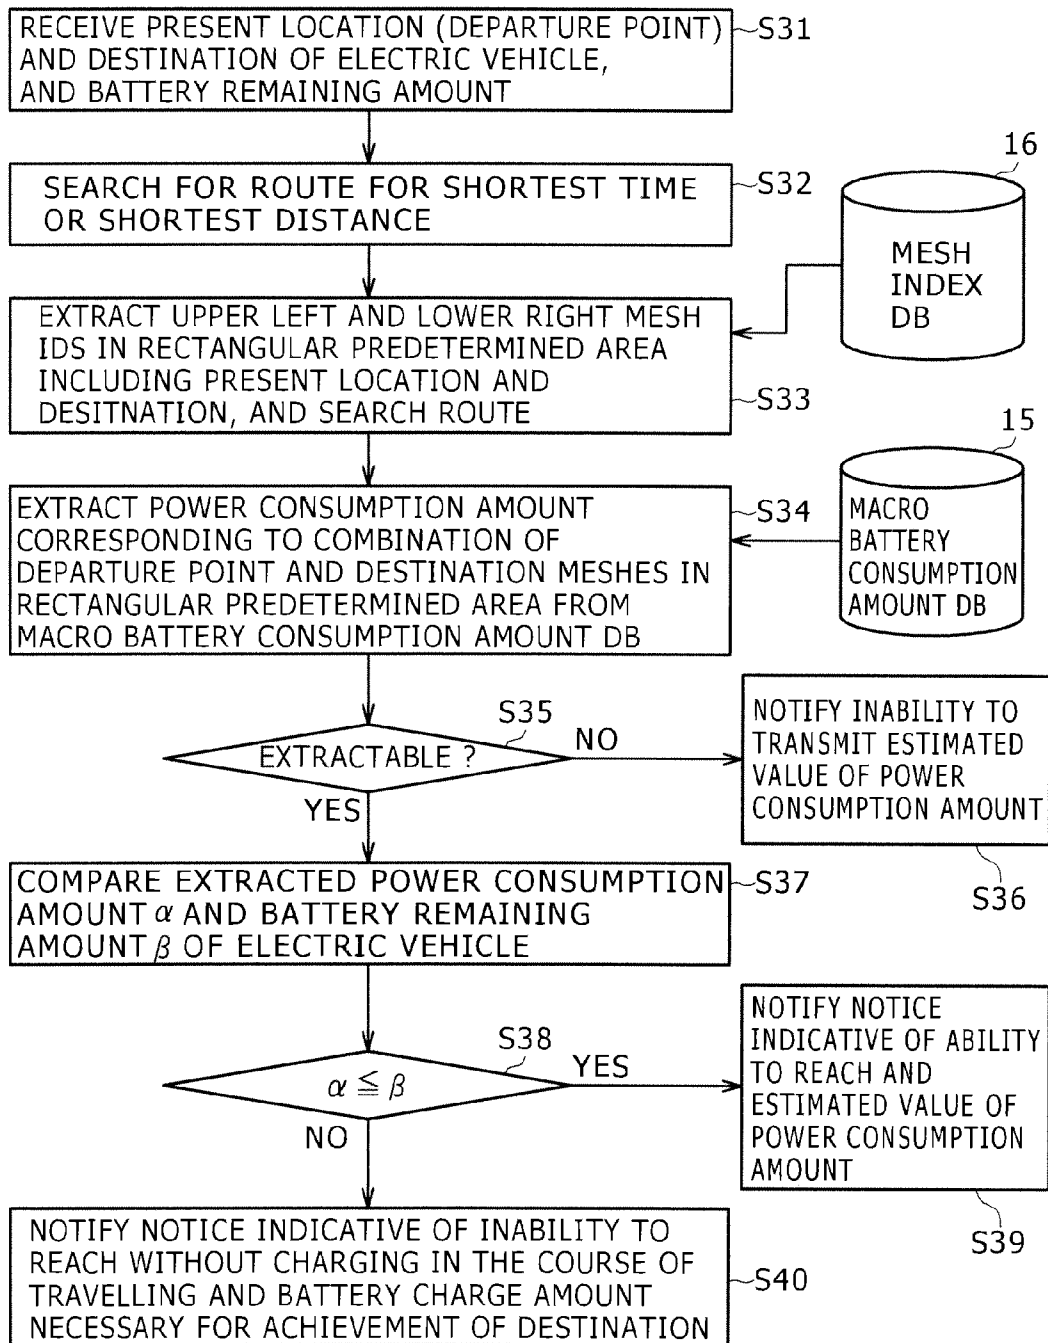 RECEIVE PRESENT LOCATION (DEPARTURE POINT)
AND DESTINATION OF ELECTRIC VEHICLE,
AND BATTERY REMAINING AMOUNT
S31
SEARCH FOR ROUTE FOR SHORTEST TIME
OR SHORTEST DISTANCE
S32
16
MESH
INDEX
DB
EXTRACT UPPER LEFT AND LOWER RIGHT MESH
IDS IN RECTANGULAR PREDETERMINED AREA
INCLUDING PRESENT LOCATION AND
DESITNATION, AND SEARCH ROUTE
S33
15
MACRO
BATTERY
CONSUMPTION
AMOUNT DB
EXTRACT POWER CONSUMPTION AMOUNT
CORRESPONDING TO COMBINATION OF
DEPARTURE POINT AND DESTINATION MESHES IN
RECTANGULAR PREDETERMINED AREA FROM
MACRO BATTERY CONSUMPTION AMOUNT DB
S34
S35
EXTRACTABLE ?
NO
YES
NOTIFY INABILITY TO
TRANSMIT ESTIMATED
VALUE OF POWER
CONSUMPTION AMOUNT
S36
COMPARE EXTRACTED POWER CONSUMPTION
AMOUNT α AND BATTERY REMAINING
AMOUNT β OF ELECTRIC VEHICLE
S37
S38
α ≦ β
YES
NO
NOTIFY NOTICE
INDICATIVE OF ABILITY
TO REACH AND
ESTIMATED VALUE OF
POWER CONSUMPTION
AMOUNT
S39
NOTIFY NOTICE INDICATIVE OF INABILITY TO
REACH WITHOUT CHARGING IN THE COURSE OF
TRAVELLING AND BATTERY CHARGE AMOUNT
NECESSARY FOR ACHIEVEMENT OF DESTINATION
S40